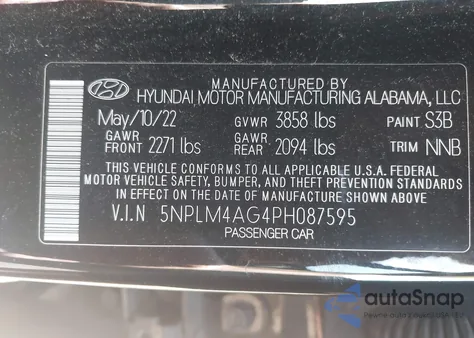 MANUFACTURED BY
HYUNDAI MOTOR MANUFACTURING ALABAMA, LLC
May/10/22 GVWR 3858 lbs PAINT S3B
GAWR FRONT 2271 lbs GAWR REAR 2094 lbs TRIM NNB
THIS VEHICLE CONFORMS TO ALL APPLICABLE U.S.A. FEDERAL
MOTOR VEHICLE SAFETY, BUMPER, AND THEFT PREVENTION STANDARDS
IN EFFECT ON THE DATE OF MANUFACTURE SHOWN ABOVE.
V.I.N 5NPLM4AG4PH087595
PASSENGER CAR
autoSnap